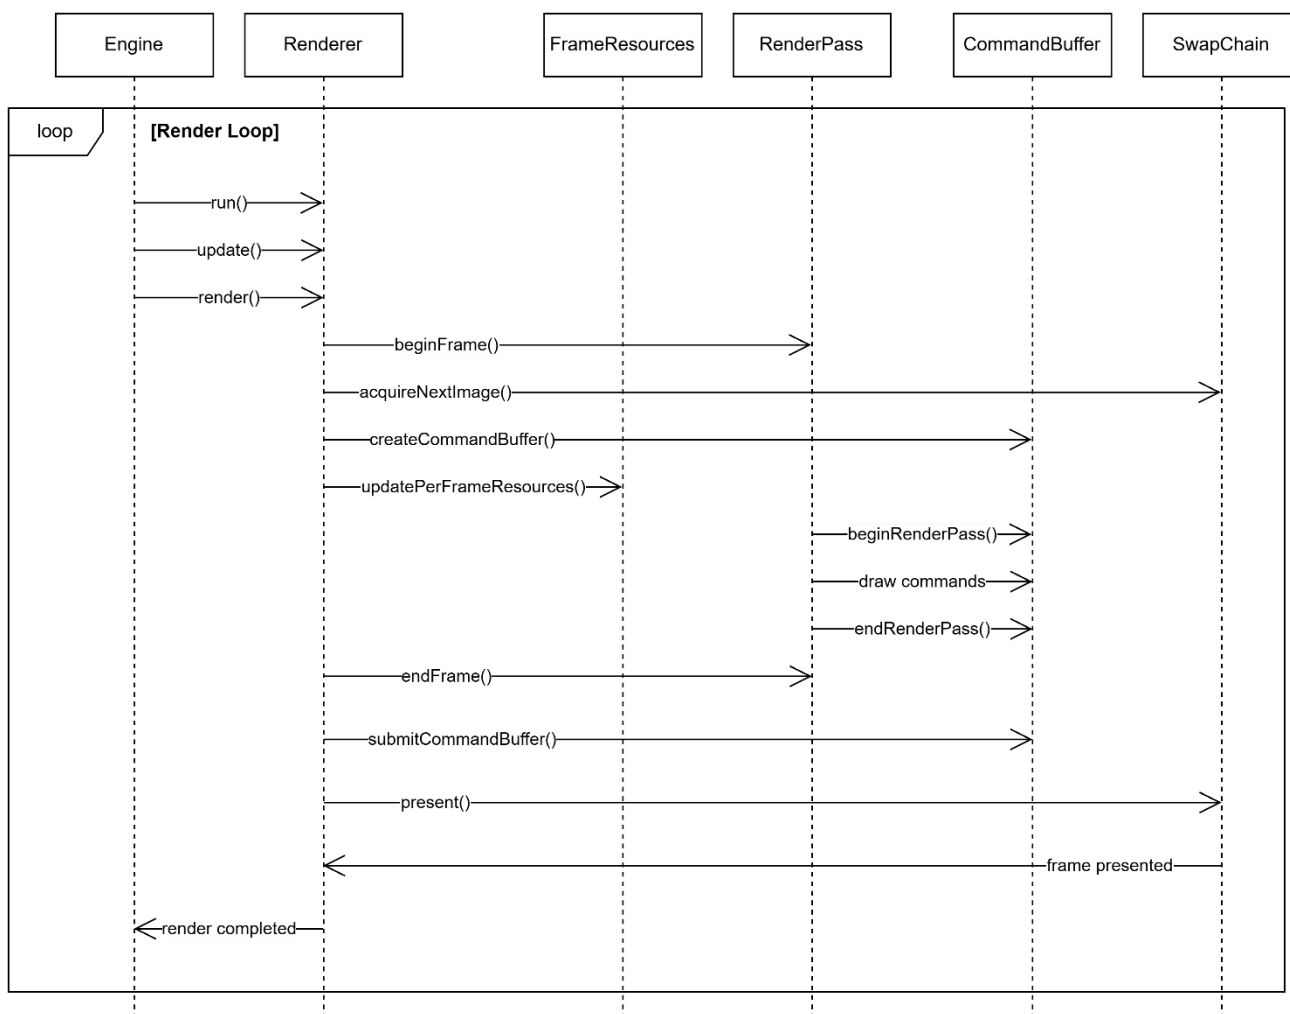 Engine
Renderer
FrameResources
RenderPass
CommandBuffer
SwapChain
loop
[Render Loop]
run()
update()
render()
beginFrame()
acquireNextImage()
createCommandBuffer()
updatePerFrameResources()
beginRenderPass()
draw commands
endRenderPass()
endFrame()
submitCommandBuffer()
present()
frame presented
render completed